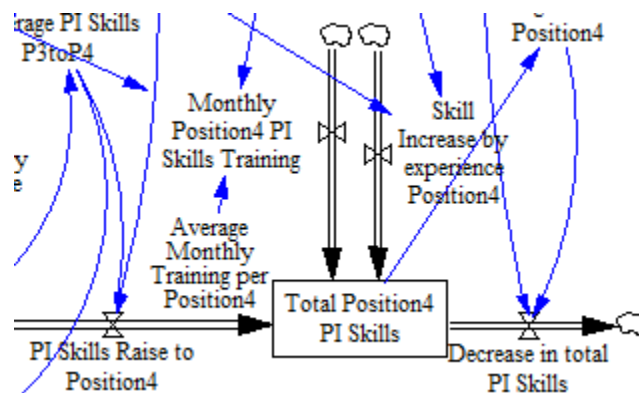 rage PI Skills
P3toP4
Position4
Monthly
Position4 PI
Skills Training
Skill
Increase by
experience
Position4
Average
Monthly
Training per
Position4
Total Position4
PI Skills
PI Skills Raise to
Position4
Decrease in total
PI Skills